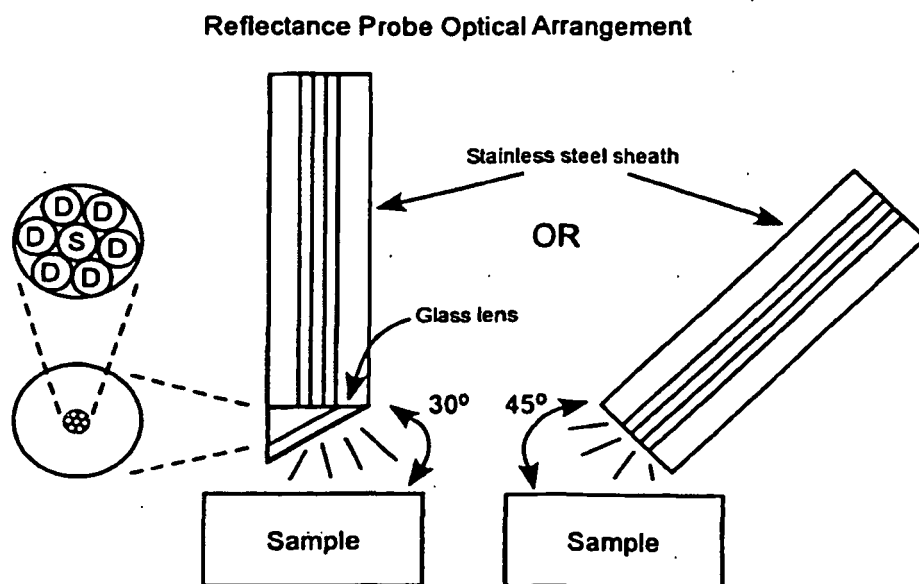 Reflectance Probe Optical Arrangement
Stainless steel sheath
OR
D D
D S D
D D
Glass lens
30° 45°
Sample Sample